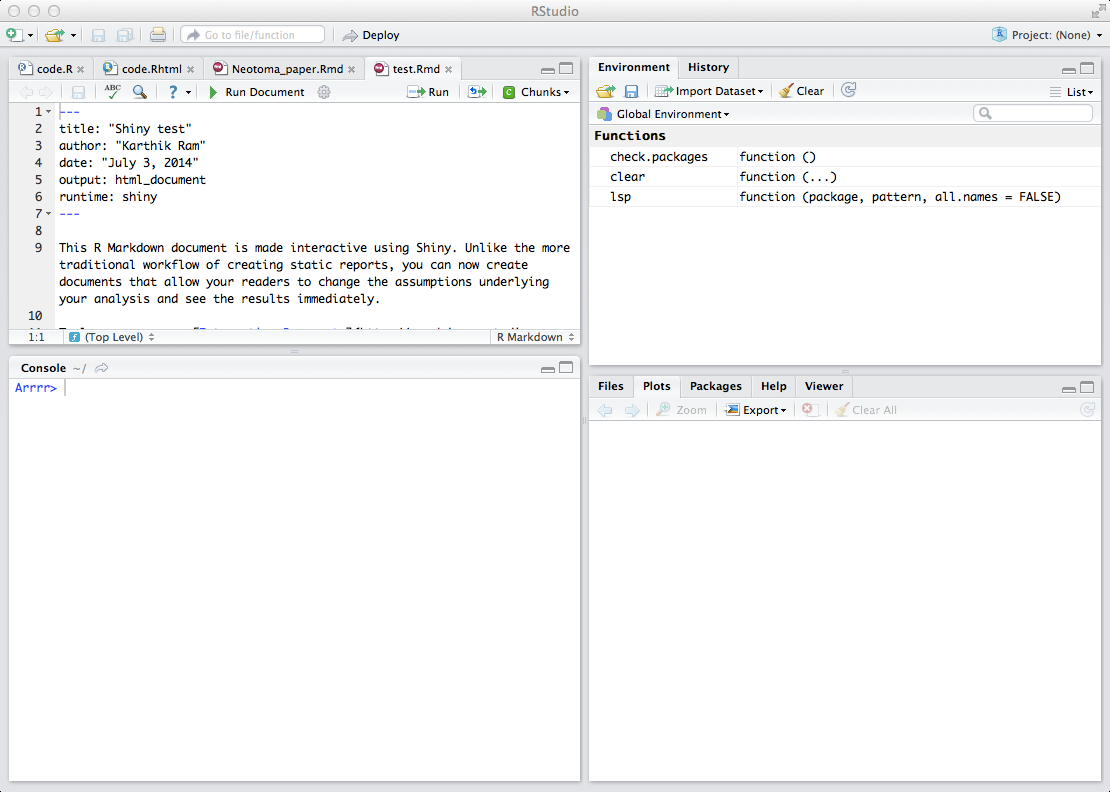 RStudio
Go to file/function
Deploy
Project: (None)
code.R
code.Rhtml
Neotoma_paper.Rmd
test.Rmd
ABC
?
Run Document
Run
C Chunks
1 ---
2 title: "Shiny test"
3 author: "Karthik Ram"
4 date: "July 3, 2014"
5 output: html_document
6 runtime: shiny
7 ---
8
9 This R Markdown document is made interactive using Shiny. Unlike the more
traditional workflow of creating static reports, you can now create
documents that allow your readers to change the assumptions underlying
your analysis and see the results immediately.
10
1:1
(Top Level)
R Markdown
Console ~/
Arrrr>
Environment
History
Import Dataset
Clear
List
Global Environment
Functions
check.packages function ()
clear function (...)
lsp function (package, pattern, all.names = FALSE)
Files
Plots
Packages
Help
Viewer
Zoom
Export
Clear All